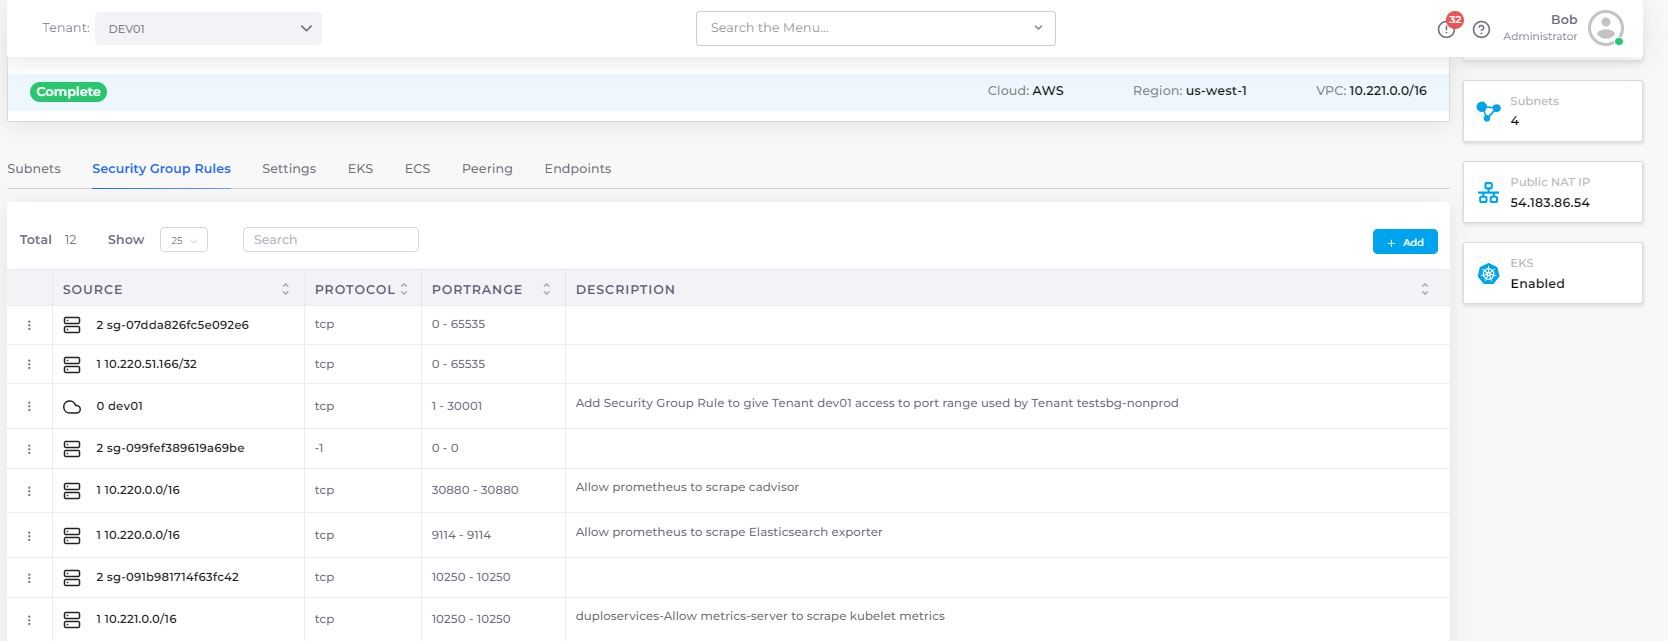 Tenant: DEV01 Search the Menu... 32 Bob
Administrator
Complete Cloud: AWS Region: us-west-1 VPC: 10.221.0.0/16
Subnets
4
Public NAT IP
54.183.86.54
EKS
Enabled
Subnets Security Group Rules Settings EKS ECS Peering Endpoints
Total 12 Show 25 Search + Add
SOURCE PROTOCOL PORTRANGE DESCRIPTION
2 sg-07dda826fc5e092e6 tcp 0 - 65535
1 10.220.51.166/32 tcp 0 - 65535
0 dev01 tcp 1 - 30001 Add Security Group Rule to give Tenant dev01 access to port range used by Tenant testsbg-nonprod
2 sg-099fef389619a69be -1 0 - 0
1 10.220.0.0/16 tcp 30880 - 30880 Allow prometheus to scrape cadvisor
1 10.220.0.0/16 tcp 9114 - 9114 Allow prometheus to scrape Elasticsearch exporter
2 sg-091b981714f63fc42 tcp 10250 - 10250
1 10.221.0.0/16 tcp 10250 - 10250 duploservices-Allow metrics-server to scrape kubelet metrics